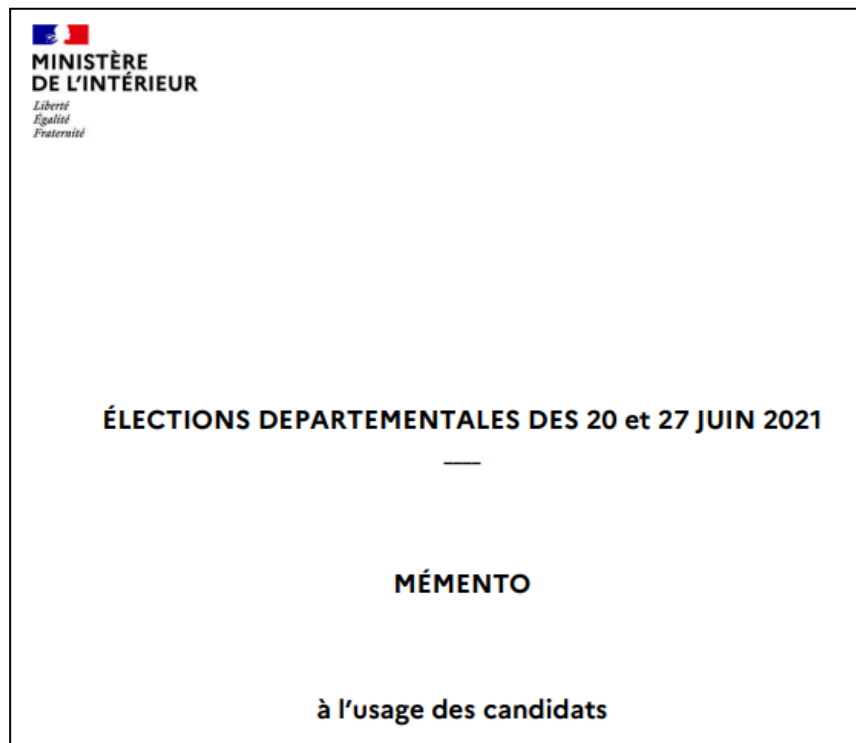 MINISTÈRE
DE L'INTÉRIEUR
Liberté
Égalité
Fraternité
ÉLECTIONS DEPARTEMENTALES DES 20 et 27 JUIN 2021
MÉMENTO
à l'usage des candidats